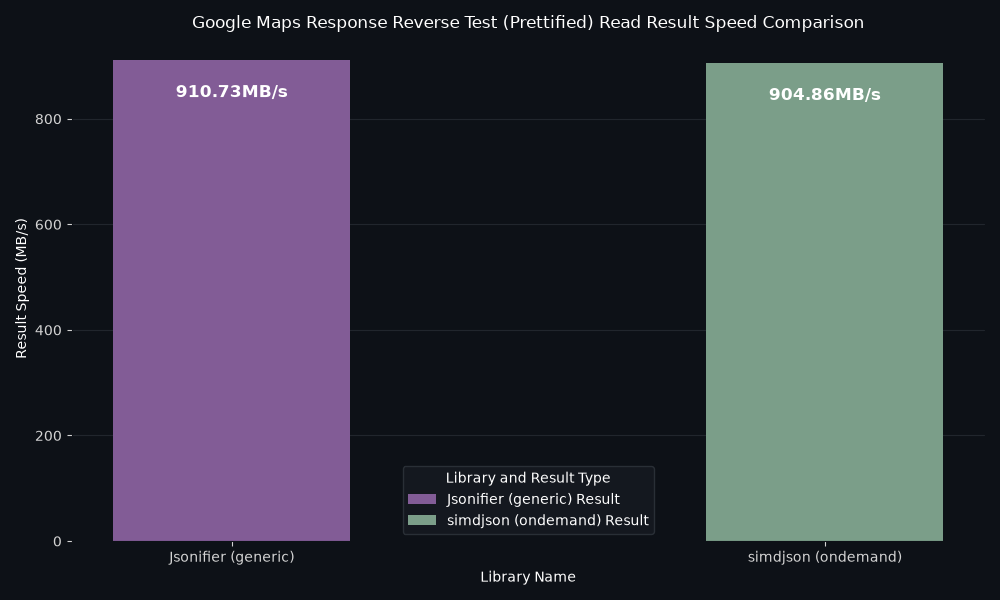 Google Maps Response Reverse Test (Prettified) Read Result Speed Comparison
910.73MB/s
904.86MB/s
Result Speed (MB/s)
800
600
400
200
0
Library and Result Type
Jsonifier (generic) Result
simdjson (ondemand) Result
Jsonifier (generic)
simdjson (ondemand)
Library Name